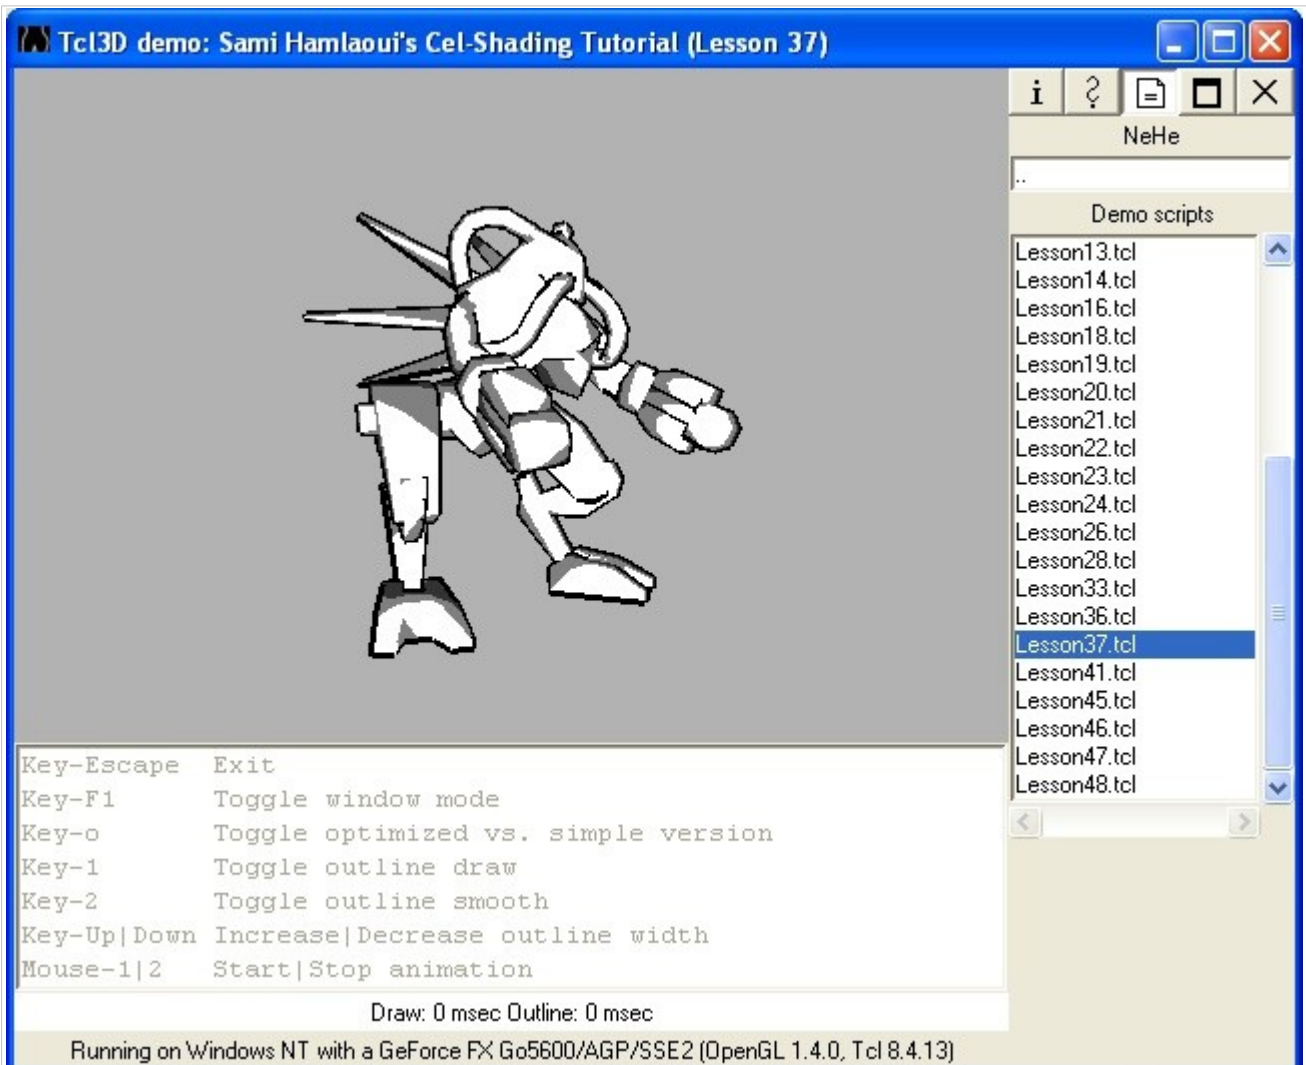 Tcl3D demo: Sami Hamlaoui's Cel-Shading Tutorial (Lesson 37)
i ?
NeHe
..
Demo scripts
Lesson13.tcl
Lesson14.tcl
Lesson16.tcl
Lesson18.tcl
Lesson19.tcl
Lesson20.tcl
Lesson21.tcl
Lesson22.tcl
Lesson23.tcl
Lesson24.tcl
Lesson26.tcl
Lesson28.tcl
Lesson33.tcl
Lesson36.tcl
Lesson37.tcl
Lesson41.tcl
Lesson45.tcl
Lesson46.tcl
Lesson47.tcl
Lesson48.tcl
Key-Escape Exit
Key-F1 Toggle window mode
Key-o Toggle optimized vs. simple version
Key-1 Toggle outline draw
Key-2 Toggle outline smooth
Key-Up|Down Increase|Decrease outline width
Mouse-1|2 Start|Stop animation
Draw: 0 msec Outline: 0 msec
Running on Windows NT with a GeForce FX Go5600/AGP/SSE2 (OpenGL 1.4.0, Tcl 8.4.13)